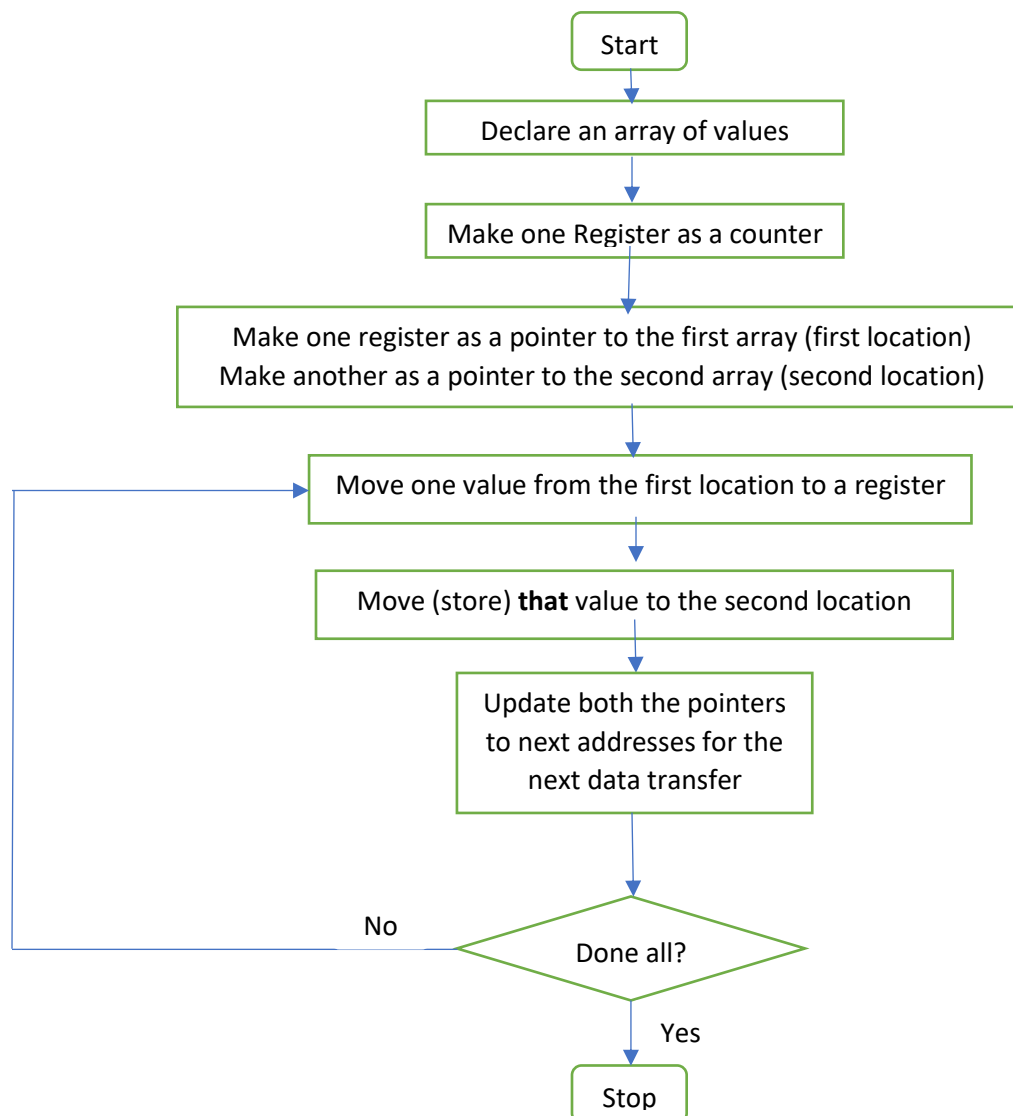 Start
Declare an array of values
Make one Register as a counter
Make one register as a pointer to the first array (first location)
Make another as a pointer to the second array (second location)
Move one value from the first location to a register
Move (store) that value to the second location
Update both the pointers
to next addresses for the
next data transfer
No
Done all?
Yes
Stop